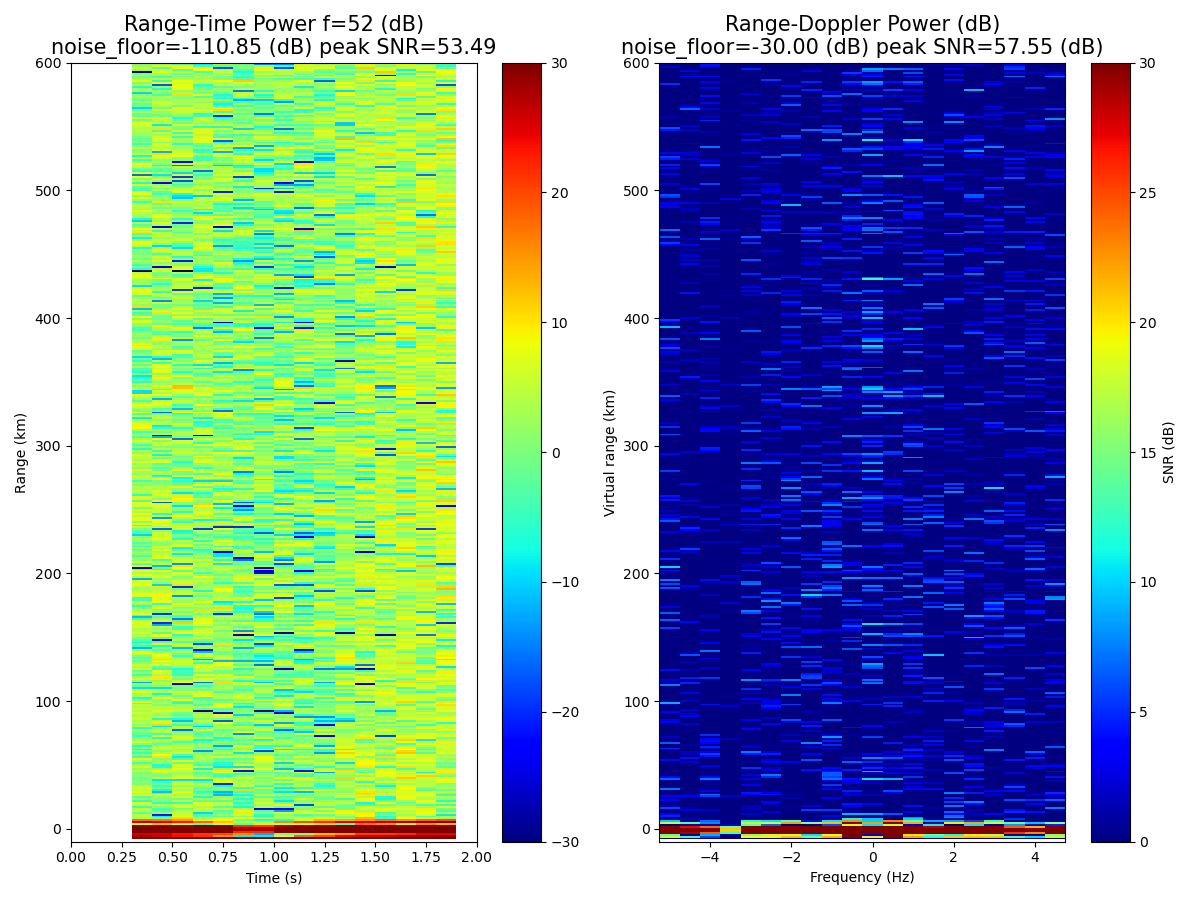 Range-Time Power f=52 (dB)
noise_floor=-110.85 (dB) peak SNR=53.49
600
500
400
300
200
100
0
Range (km)
0.00 0.25 0.50 0.75 1.00 1.25 1.50 1.75 2.00
Time (s)
30
20
10
0
−10
−20
−30
Range-Doppler Power (dB)
noise_floor=-30.00 (dB) peak SNR=57.55 (dB)
600
500
400
300
200
100
0
Virtual range (km)
−4 −2 0 2 4
Frequency (Hz)
30
25
20
15
10
5
0
SNR (dB)